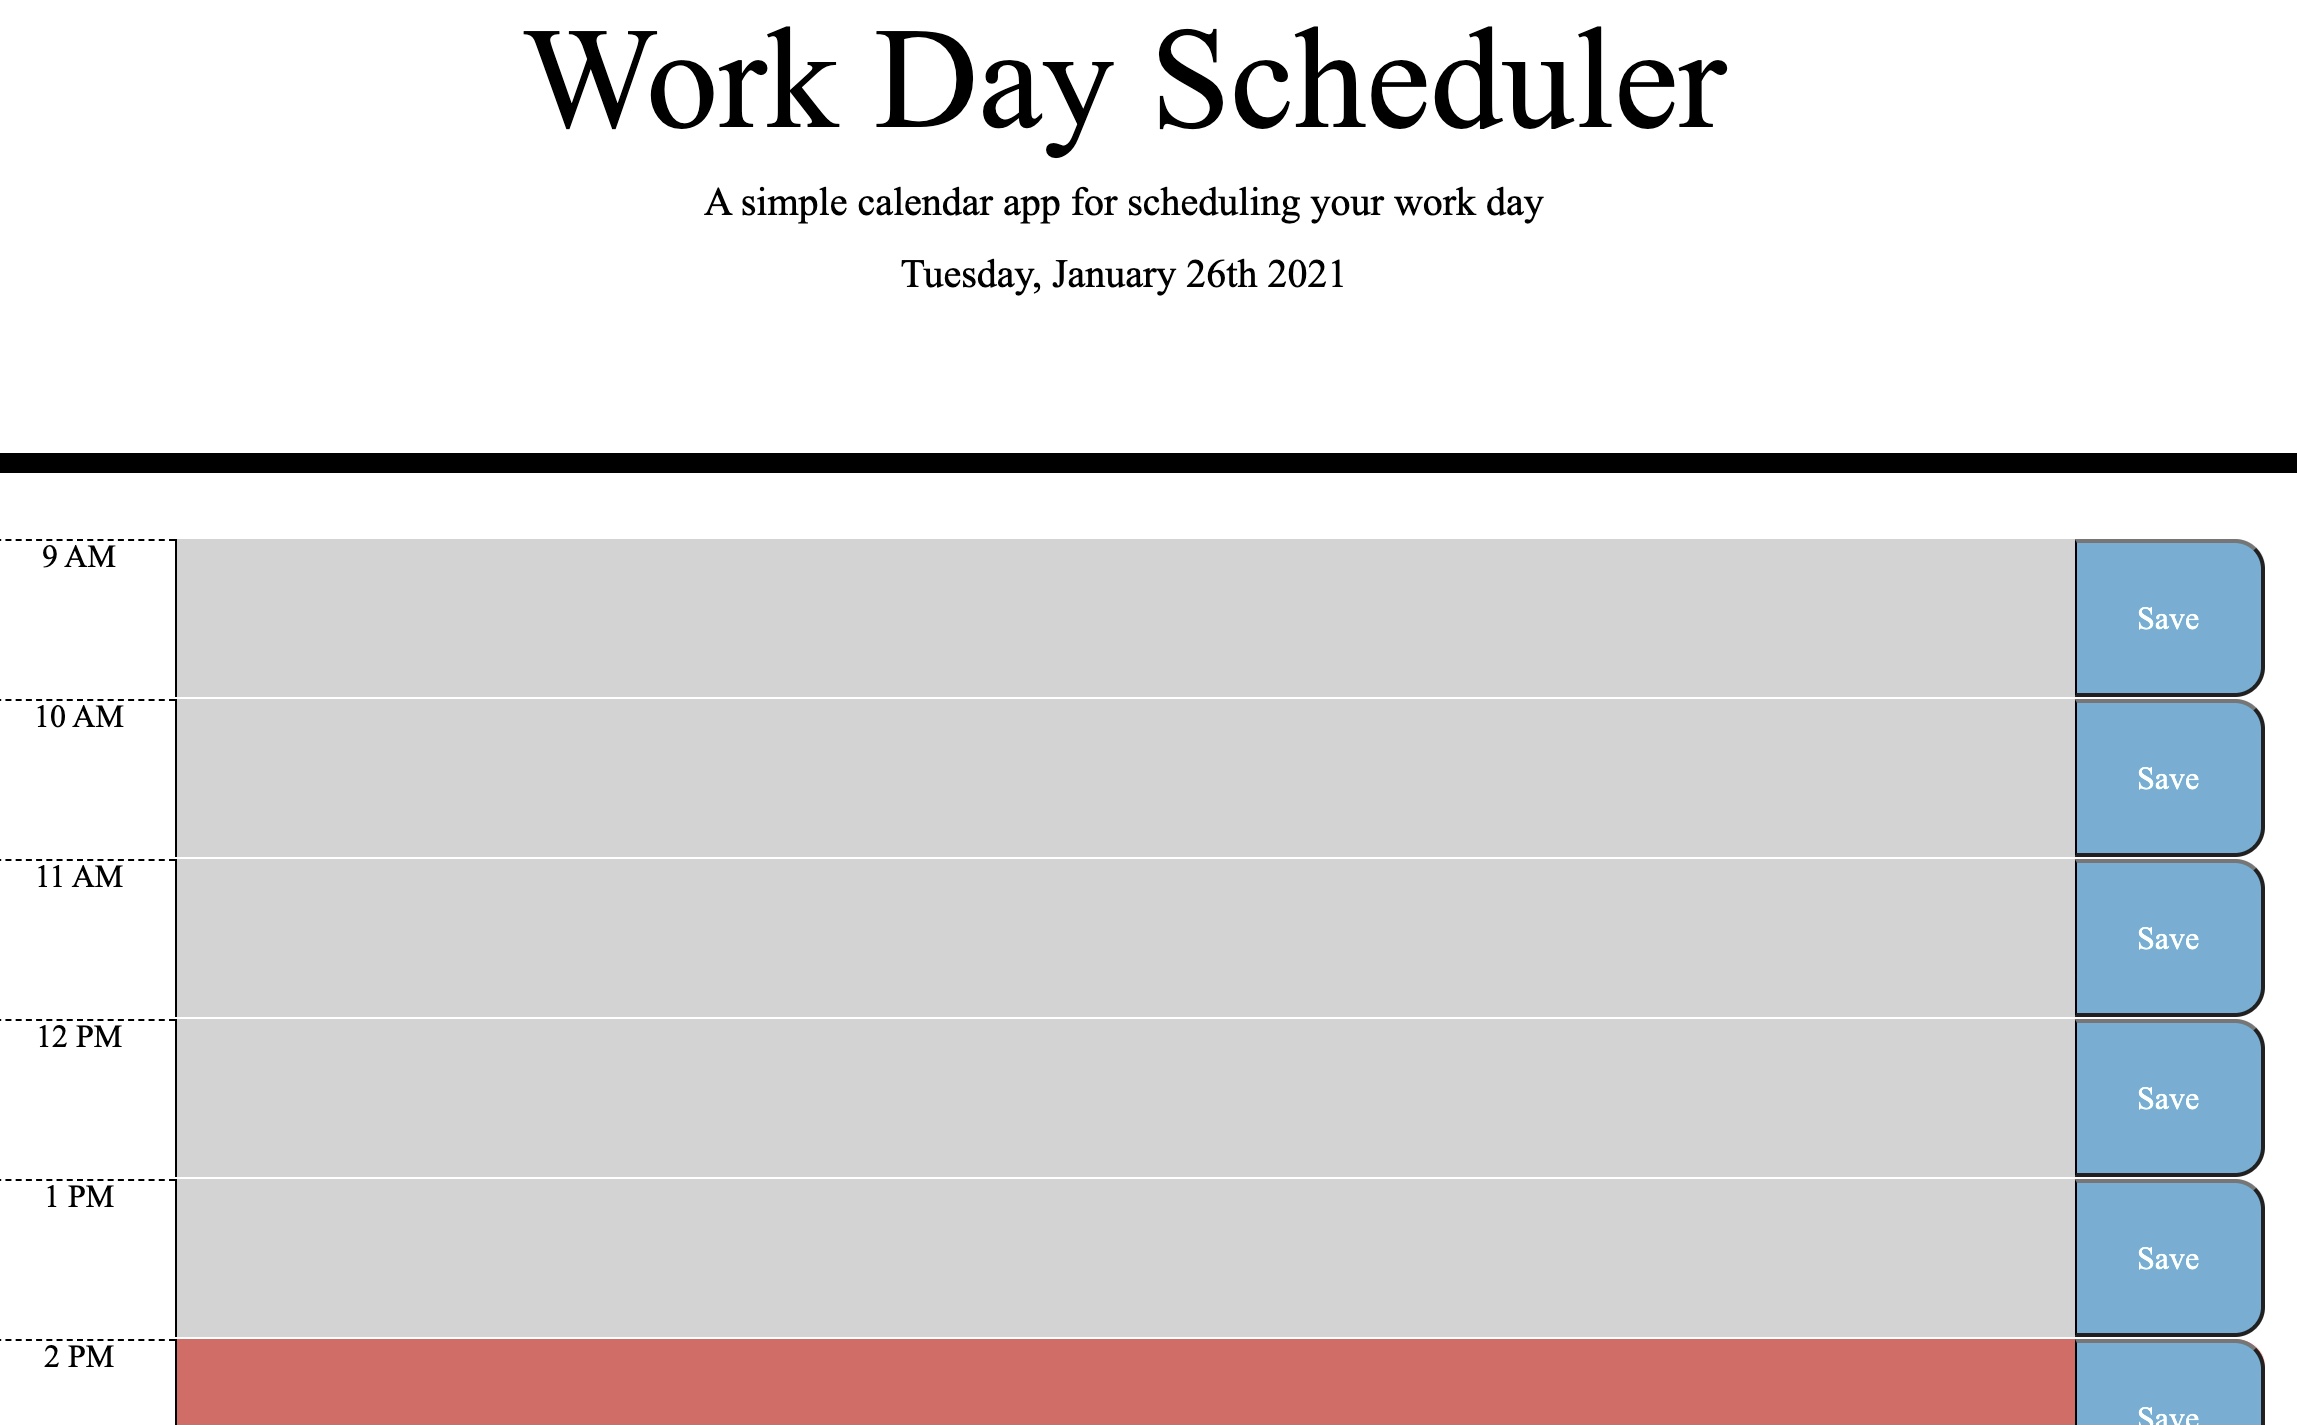 Work Day Scheduler
A simple calendar app for scheduling your work day
Tuesday, January 26th 2021
9 AM
Save
10 AM
Save
11 AM
Save
12 PM
Save
1 PM
Save
2 PM
Save